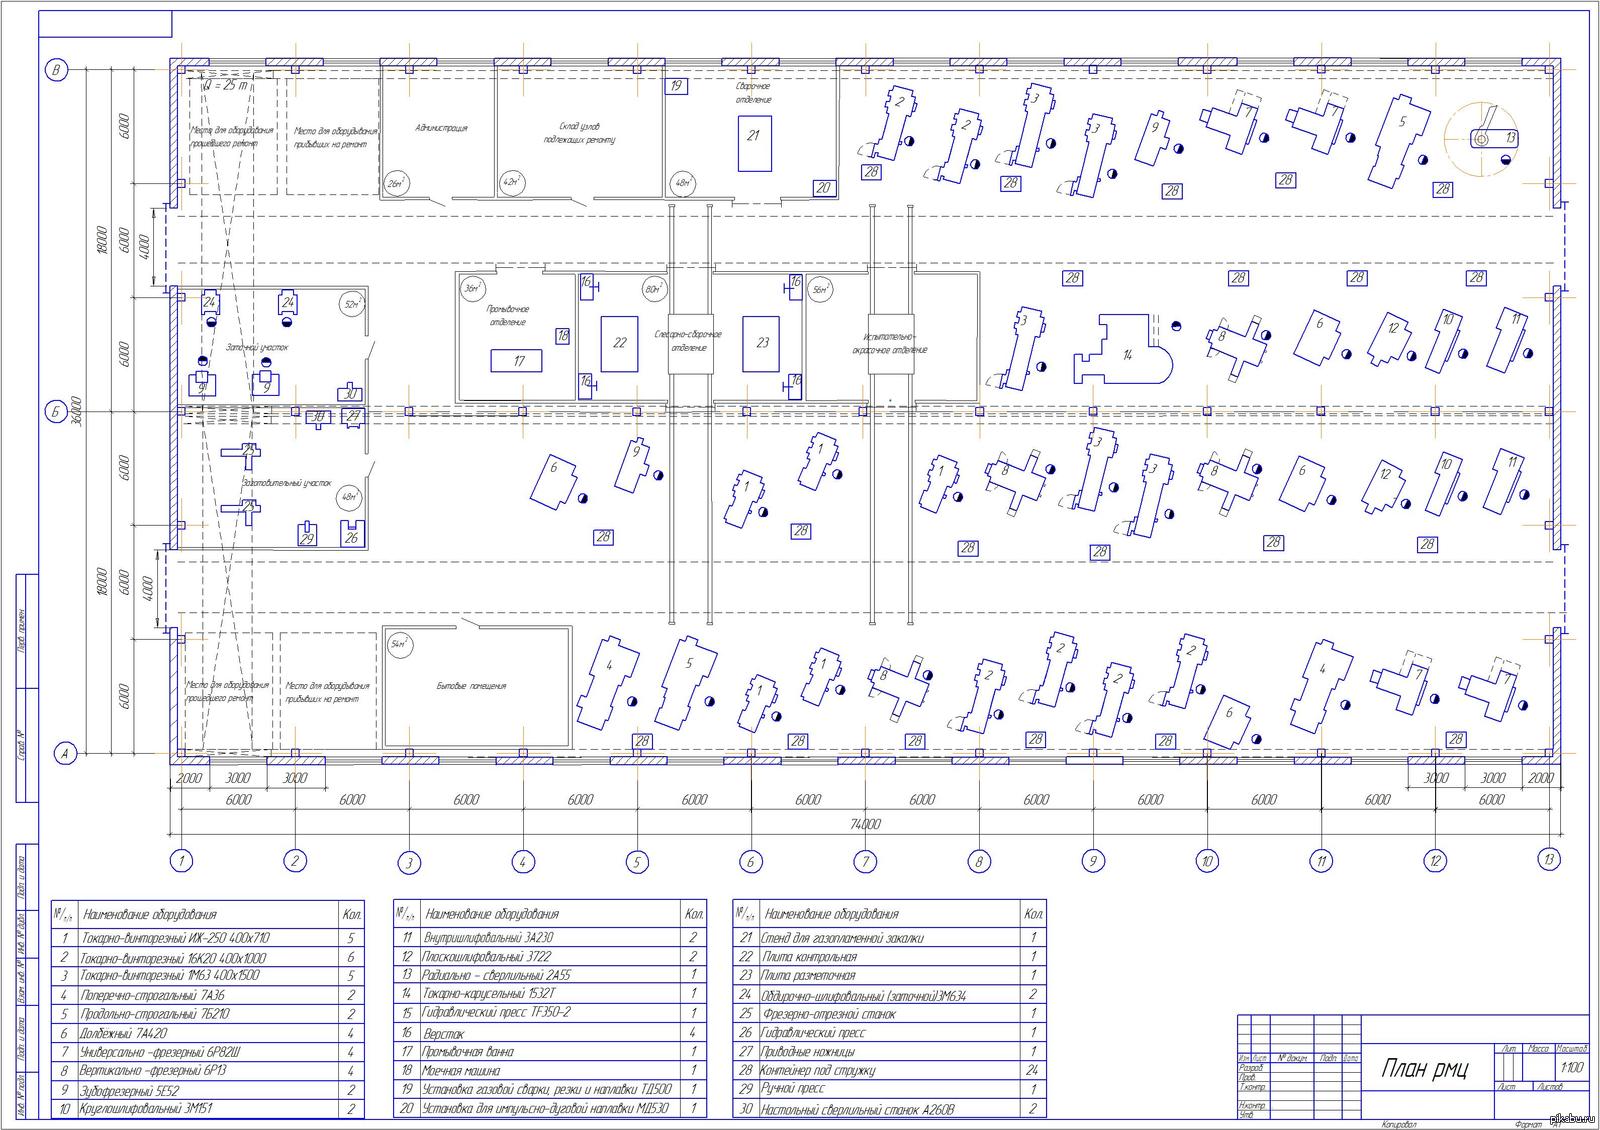 В
Б
А
Q = 25 т
Место для оборудования
прошедшего ремонт
Место для оборудывания
прибывших на ремонт
Администрация
26м²
Склад узлов
подлежащих ремонту
42м²
Сварочное
отделение
48м²
19
21
20
2
2
3
3
9
7
7
5
13
28
28
28
28
28
24
24
52м²
Заточной участок
9
9
30
36м²
Промывочное
отделение
17
18
16
16
80м²
22
Слесарно-сборочное
отделение
23
16
16
56м²
Испытательно-
окрасочное отделение
28
28
28
28
3
14
8
6
12
10
11
30
27
25
Заготовительный участок
48м²
25
29
26
6
9
1
1
1
8
3
3
8
6
12
10
11
28
28
28
28
28
28
Место для оборудования
прошедшего ремонт
Место для оборудывания
прибывших на ремонт
54м²
Бытовые помещения
4
5
1
1
8
2
2
2
2
6
4
7
7
28
28
28
28
28
28
6000
6000
6000
6000
6000
6000
18000
18000
36000
4000
4000
2000
3000
3000
3000
3000
2000
6000
6000
6000
6000
6000
6000
6000
6000
6000
6000
6000
6000
74000
1
2
3
4
5
6
7
8
9
10
11
12
13
№/п/п Наименование оборудования Кол.
1 Токарно-винторезный ИЖ-250 400х710 5
2 Токарно-винторезный 16К20 400х1000 6
3 Токарно-винторезный 1М63 400х1500 5
4 Поперечно-строгальный 7А36 2
5 Продольно-строгальный 7Б210 2
6 Долбежный 7А420 4
7 Универсально -фрезерный 6Р82Ш 4
8 Вертикально -фрезерный 6Р13 4
9 Зубофрезерный 5Е52 2
10 Круглошлифовальный 3М151 2
№/п/п Наименование оборудования Кол.
11 Внутришлифовальный 3А230 2
12 Плоскошлифовальный 3722 2
13 Радиально - сверлильный 2А55 1
14 Токарно-карусельный 1532Т 1
15 Гидравлический пресс TF350-2 1
16 Верстак 4
17 Промывочная ванна 1
18 Моечная машина 1
19 Установка газовой сварки, резки и наплавки ТД500 1
20 Установка для импульсно-дуговой наплавки МД530 1
№/п/п Наименование оборудования Кол.
21 Стенд для газопламенной закалки 1
22 Плита контрольная 1
23 Плита разметочная 1
24 Обдирочно-шлифовальный (заточной)3М634 2
25 Фрезерно-отрезной станок 1
26 Гидравлический пресс 1
27 Приводные ножницы 1
28 Контейнер под стружку 24
29 Ручной пресс 1
30 Настольный сверлильный станок А260В 2
Перв. примен
Справ. №
Подп. и дата
Инв. № дубл.
Взам. инв. №
Подп. и дата
Инв. № подл.
Изм Лист № докум. Подп. Дата
Разраб.
Пров.
Т.контр.
Н.контр.
Утв.
План рмц
Лит Масса Масштаб
1:100
Лист Листов
Копировал Формат А1
pikabu.ru